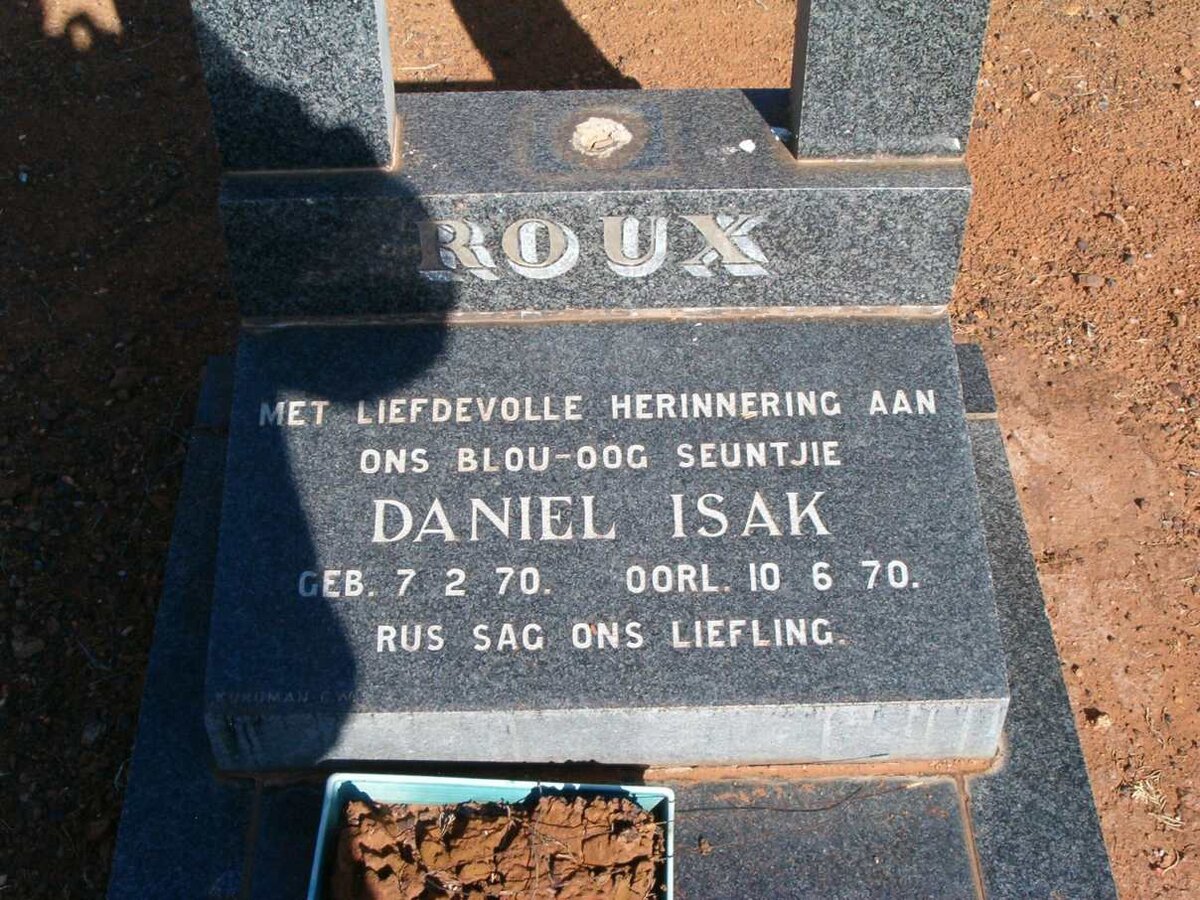 ROUX
MET LIEFDEVOLLE HERINNERING AAN
ONS BLOU-OOG SEUNTJIE
DANIEL ISAK
GEB. 7 2 70. OORL. 10 6 70.
RUS SAG ONS LIEFLING.
KURUMAN